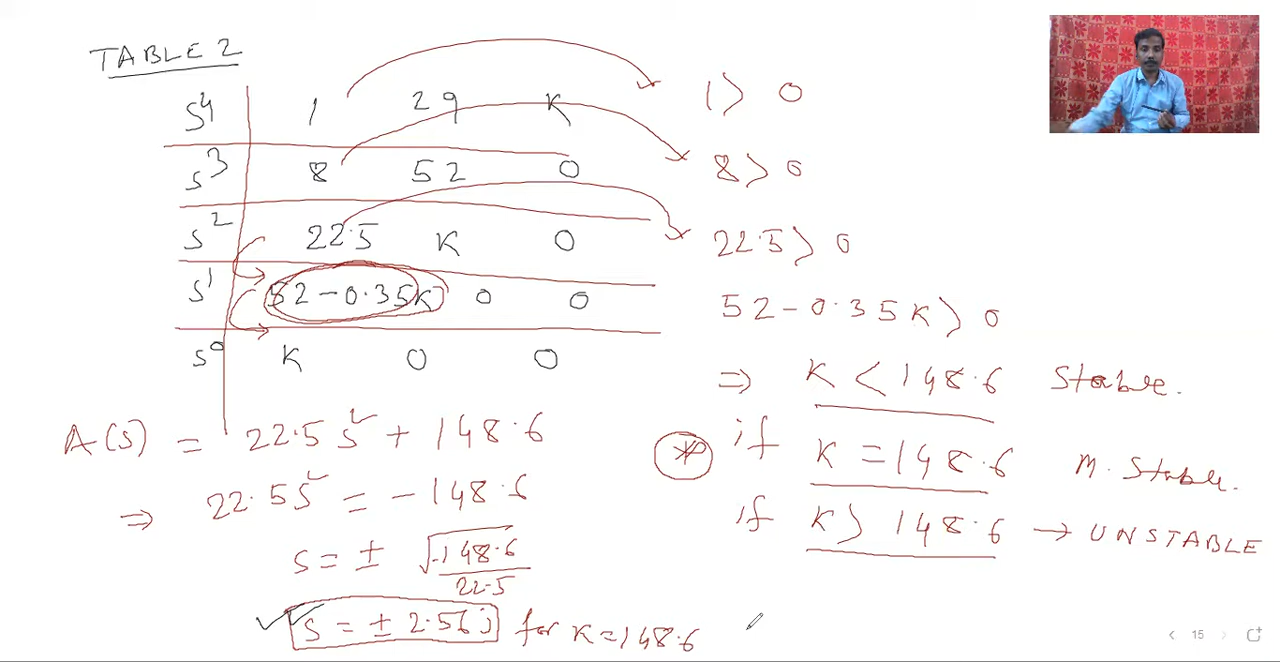 TABLE 2
S⁴ 1 29 K
S³ 8 52 0
S² 22.5 K 0
S¹ 52-0.35K 0 0
S⁰ K 0 0
1 > 0
8 > 0
22.5 > 0
52-0.35K > 0
⇒ K < 148.6 Stable.
if K = 148.6 M. Stable.
if K > 148.6 → UNSTABLE
A(S) = 22.5 S² + 148.6
⇒ 22.5 S² = -148.6
S = ± √-148.6/22.5
S = ± 2.56j for K = 148.6
15